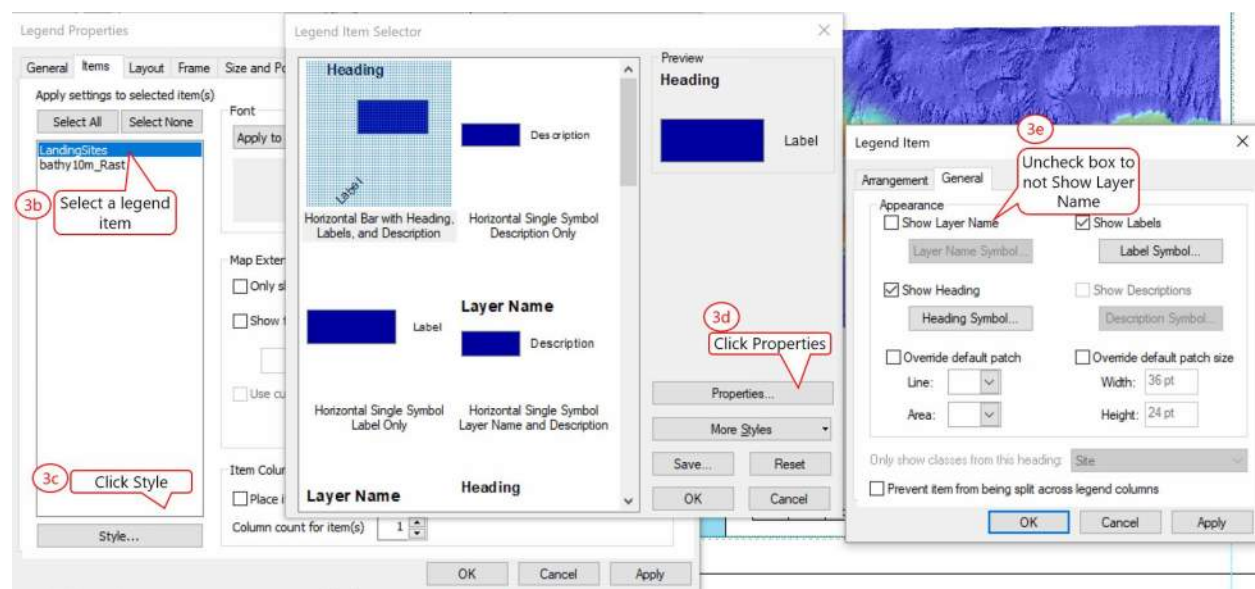 Legend Properties
General Items Layout Frame Size and Po
Apply settings to selected item(s)
Select All Select None
LandingSites
bathy10m_Rast
3b
Select a legend
item
3c
Click Style
Style...
Font
Apply to
Map Exter
Only s
Show f
Use cu
Item Colur
Place i
Column count for item(s) 1
OK Cancel Apply
Legend Item Selector
Heading
Label
Horizontal Bar with Heading,
Labels, and Description
Description
Horizontal Single Symbol
Description Only
Label
Horizontal Single Symbol
Label Only
Layer Name
Description
Horizontal Single Symbol
Layer Name and Description
Layer Name
Heading
Preview
Heading
Label
3d
Click Properties
Properties...
More Styles
Save... Reset
OK Cancel
Legend Item
3e
Uncheck box to
not Show Layer
Name
Arrangement General
Appearance
Show Layer Name Show Labels
Layer Name Symbol... Label Symbol...
Show Heading Show Descriptions
Heading Symbol... Description Symbol...
Override default patch Override default patch size
Line: Width: 36 pt
Area: Height: 24 pt
Only show classes from this heading: Site
Prevent item from being split across legend columns
OK Cancel Apply